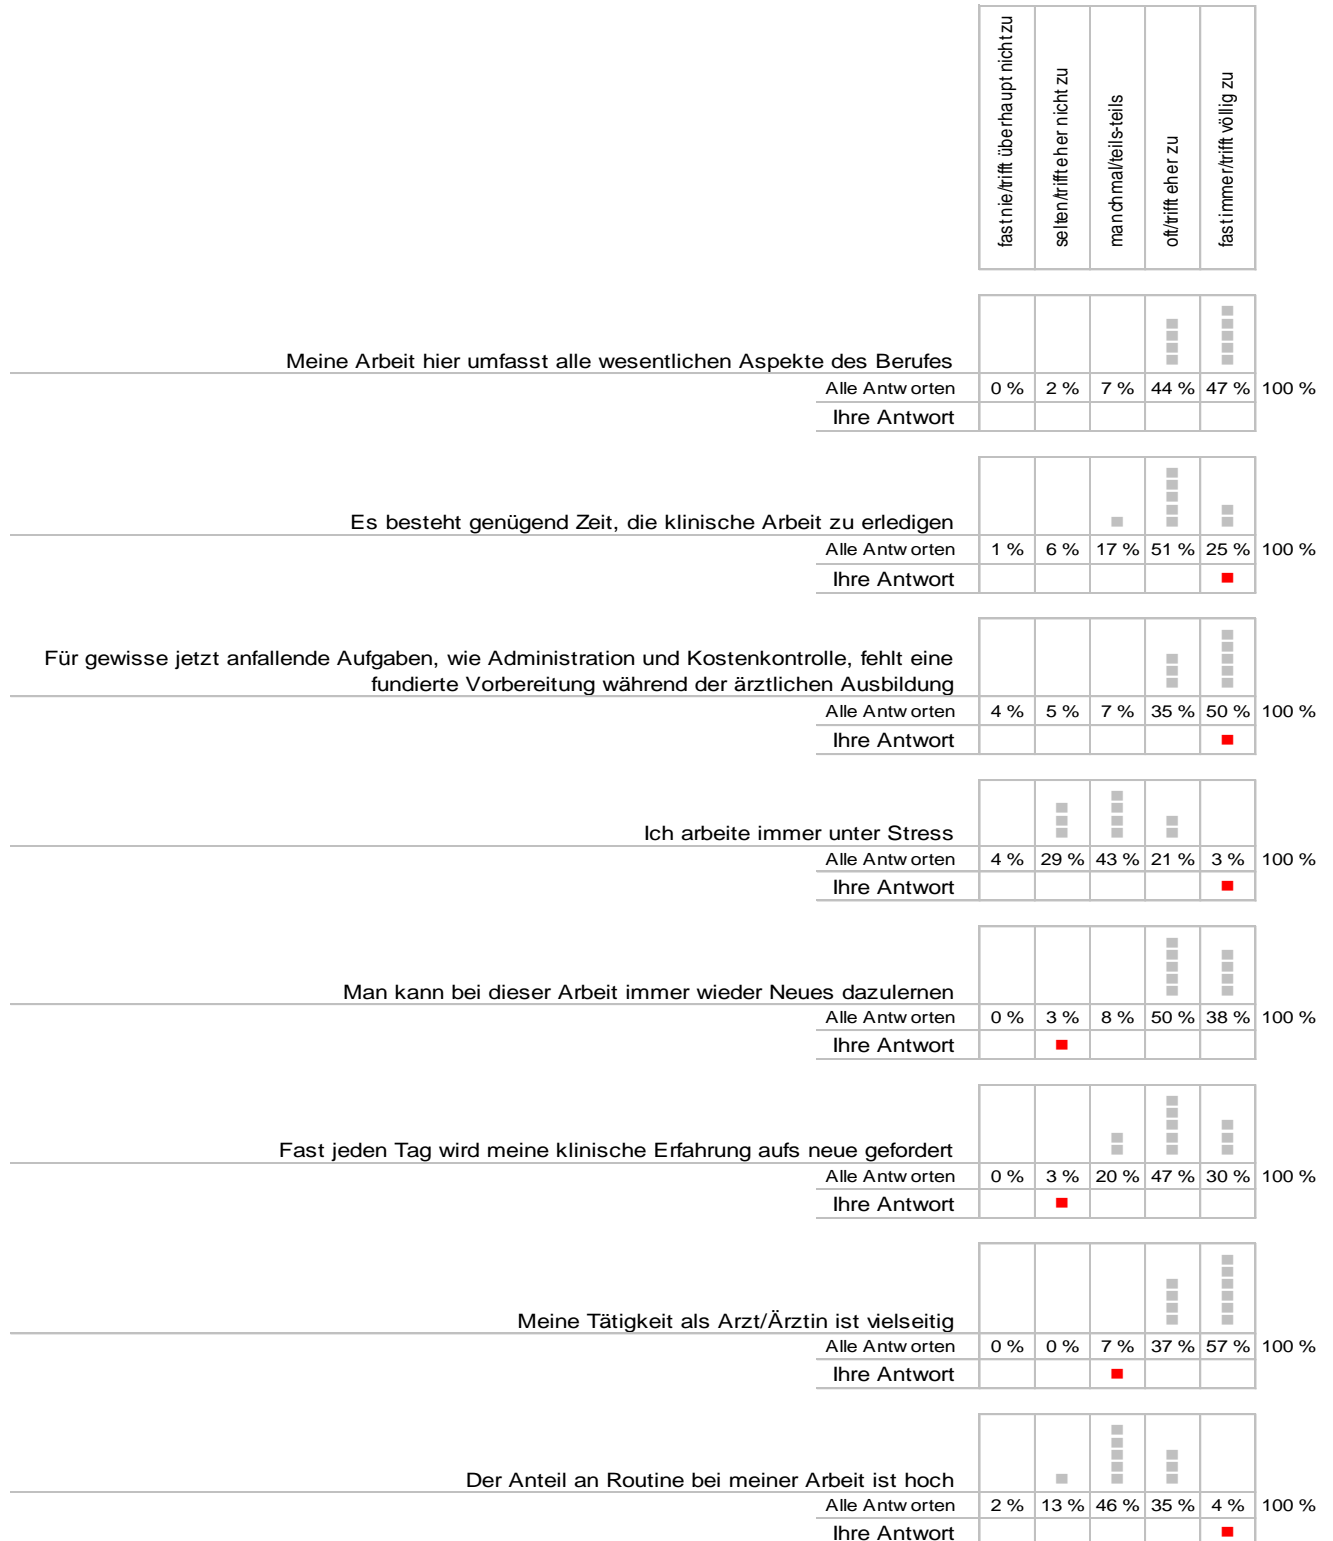 fast nie/trifft überhaupt nicht zu
selten/trifft eher nicht zu
manchmal/teils-teils
oft/trifft eher zu
fast immer/trifft völlig zu
Meine Arbeit hier umfasst alle wesentlichen Aspekte des Berufes
Alle Antworten 0 % 2 % 7 % 44 % 47 % 100 %
Ihre Antwort
Es besteht genügend Zeit, die klinische Arbeit zu erledigen
Alle Antworten 1 % 6 % 17 % 51 % 25 % 100 %
Ihre Antwort
Für gewisse jetzt anfallende Aufgaben, wie Administration und Kostenkontrolle, fehlt eine
fundierte Vorbereitung während der ärztlichen Ausbildung
Alle Antworten 4 % 5 % 7 % 35 % 50 % 100 %
Ihre Antwort
Ich arbeite immer unter Stress
Alle Antworten 4 % 29 % 43 % 21 % 3 % 100 %
Ihre Antwort
Man kann bei dieser Arbeit immer wieder Neues dazulernen
Alle Antworten 0 % 3 % 8 % 50 % 38 % 100 %
Ihre Antwort
Fast jeden Tag wird meine klinische Erfahrung aufs neue gefordert
Alle Antworten 0 % 3 % 20 % 47 % 30 % 100 %
Ihre Antwort
Meine Tätigkeit als Arzt/Ärztin ist vielseitig
Alle Antworten 0 % 0 % 7 % 37 % 57 % 100 %
Ihre Antwort
Der Anteil an Routine bei meiner Arbeit ist hoch
Alle Antworten 2 % 13 % 46 % 35 % 4 % 100 %
Ihre Antwort